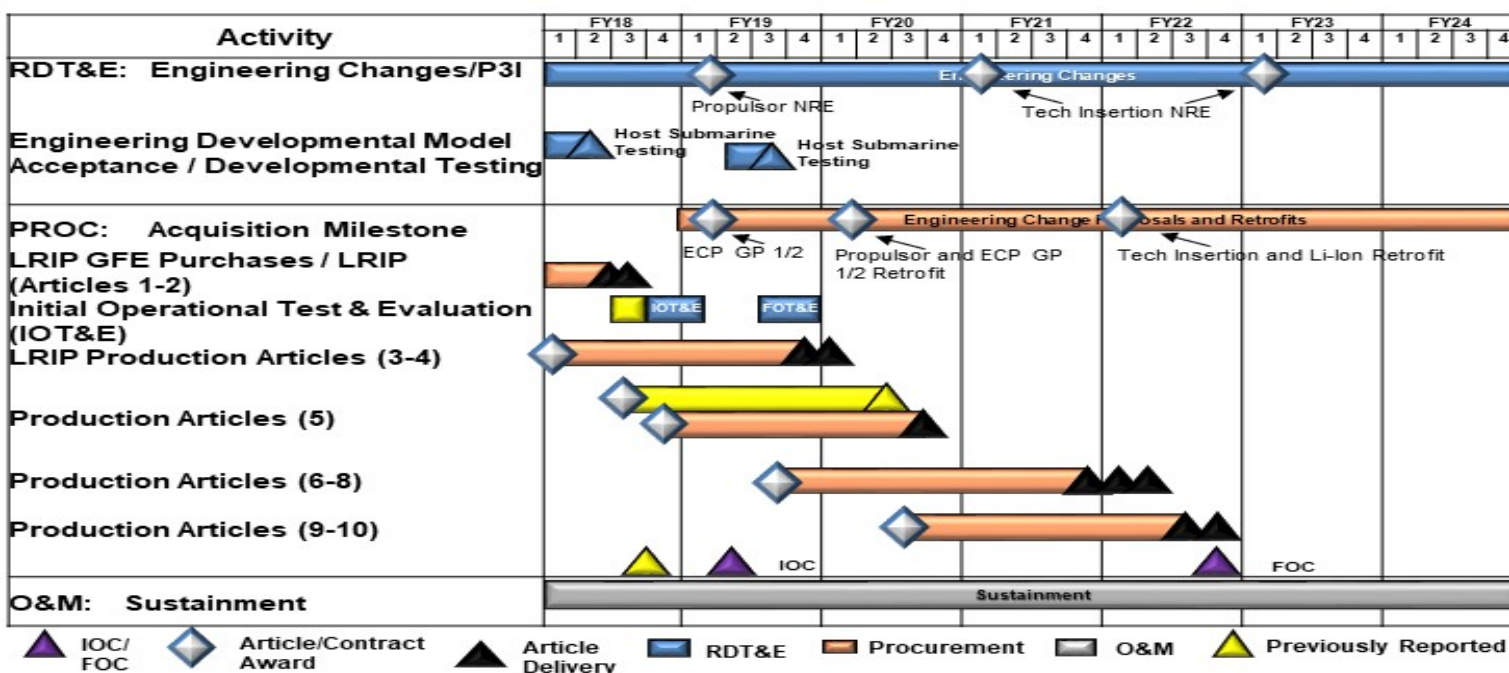 Activity
FY18 FY19 FY20 FY21 FY22 FY23 FY24
1 2 3 4 1 2 3 4 1 2 3 4 1 2 3 4 1 2 3 4 1 2 3 4 1 2 3 4
RDT&E: Engineering Changes/P3I
Engineering Changes
Propulsor NRE
Tech Insertion NRE
Engineering Developmental Model
Acceptance / Developmental Testing
Host Submarine
Testing
Host Submarine
Testing
PROC: Acquisition Milestone
Engineering Change Proposals and Retrofits
ECP GP 1/2
Propulsor and ECP GP
1/2 Retrofit
Tech Insertion and Li-Ion Retrofit
LRIP GFE Purchases / LRIP
(Articles 1-2)
Initial Operational Test & Evaluation
(IOT&E)
IOT&E
FOT&E
LRIP Production Articles (3-4)
Production Articles (5)
Production Articles (6-8)
Production Articles (9-10)
IOC
FOC
O&M: Sustainment
Sustainment
IOC/
FOC
Article/Contract
Award
Article
Delivery
RDT&E
Procurement
O&M
Previously Reported